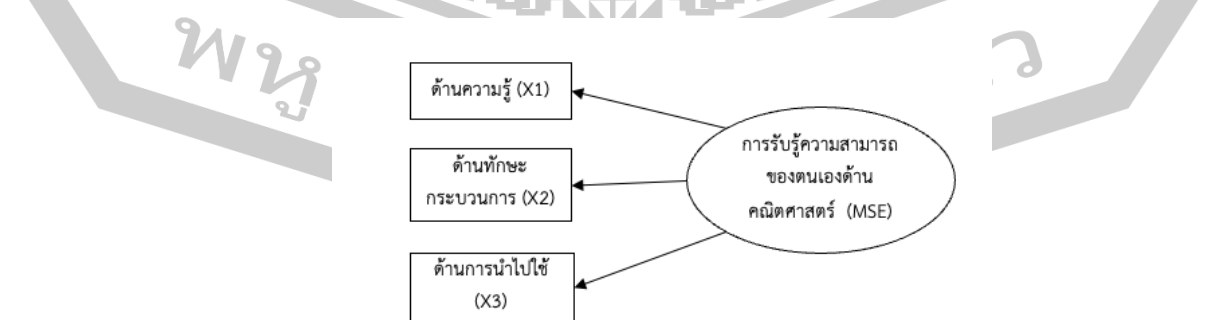 พหู
ว
ด้านความรู้ (X1)
ด้านทักษะ
กระบวนการ (X2)
ด้านการนำไปใช้
(X3)
การรับรู้ความสามารถ
ของตนเองด้าน
คณิตศาสตร์ (MSE)